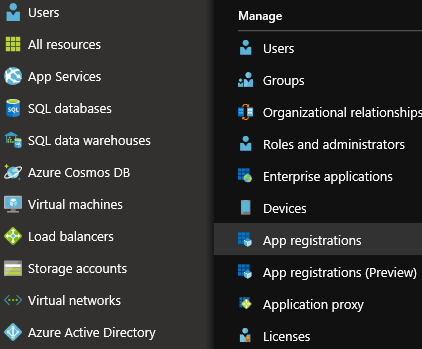 Users
All resources
App Services
SQL databases
SQL data warehouses
Azure Cosmos DB
Virtual machines
Load balancers
Storage accounts
Virtual networks
Azure Active Directory
Manage
Users
Groups
Organizational relationships
Roles and administrators
Enterprise applications
Devices
App registrations
App registrations (Preview)
Application proxy
Licenses